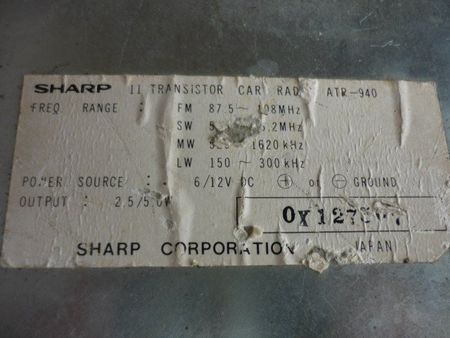 SHARP 11 TRANSISTOR CAR RAD ATR-940
FREQ RANGE : FM 87.5 ~ 108MHz
SW 5 .2MHz
MW 1620 kHz
LW 150 ~ 300 kHz
POWER SOURCE : 6/12V DC ⊕ or ⊖ GROUND
OUTPUT : 2.5/5.0W
SHARP CORPORATION JAPAN